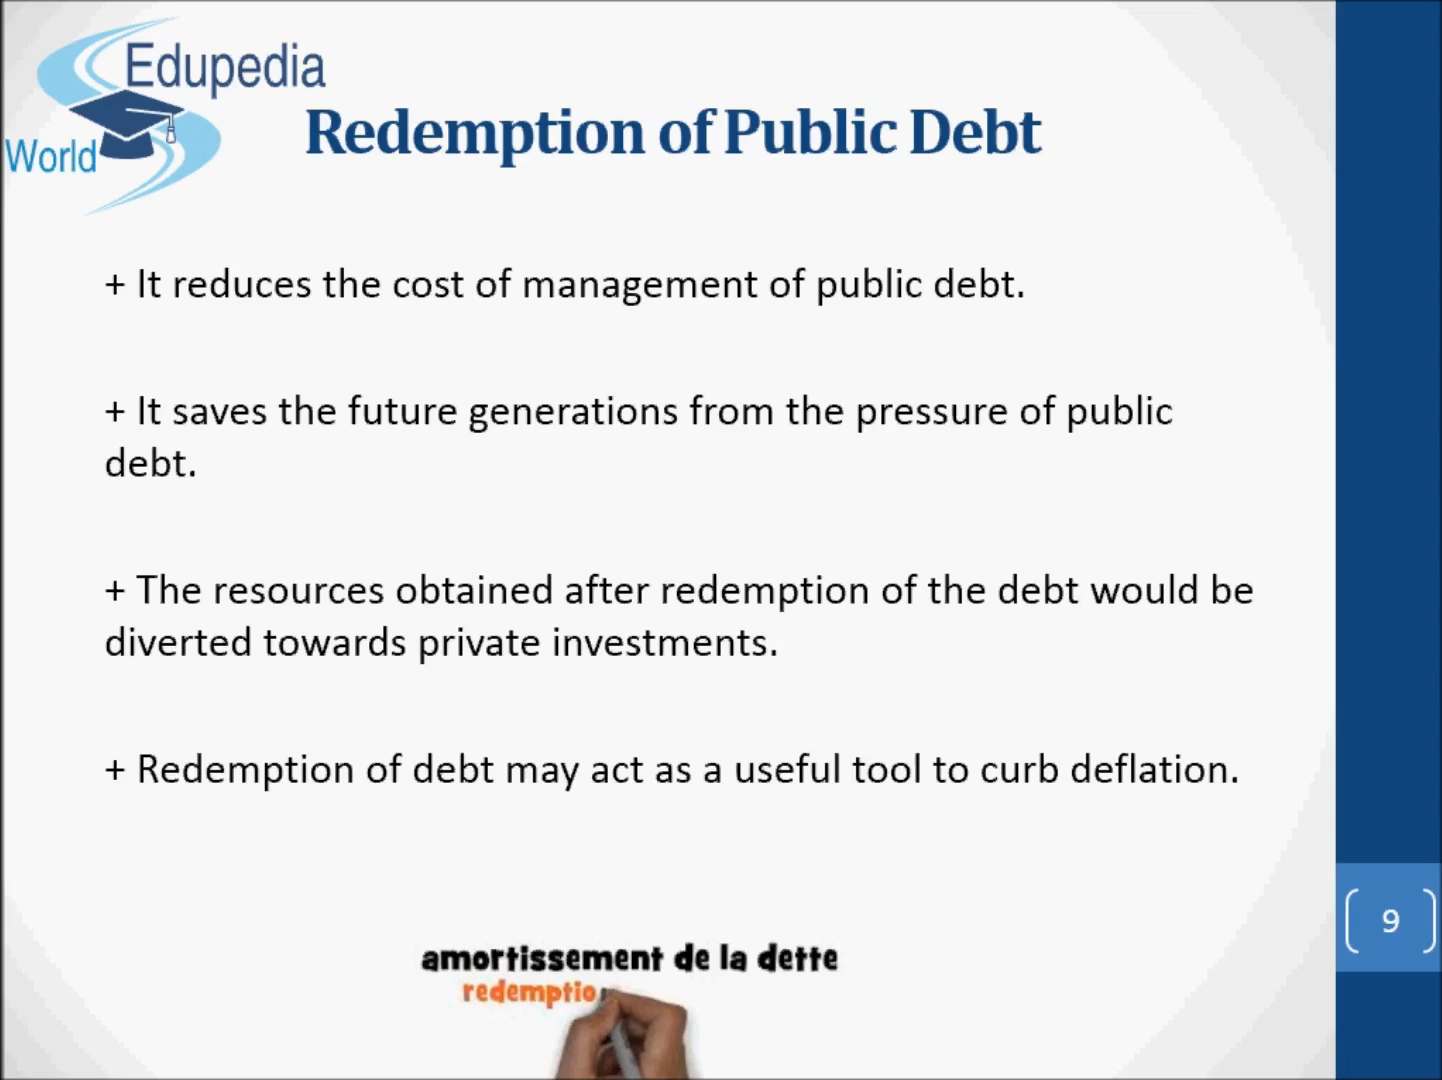 Edupedia
World
Redemption of Public Debt
+ It reduces the cost of management of public debt.
+ It saves the future generations from the pressure of public
debt.
+ The resources obtained after redemption of the debt would be
diverted towards private investments.
+ Redemption of debt may act as a useful tool to curb deflation.
9
amortissement de la dette
redemptio